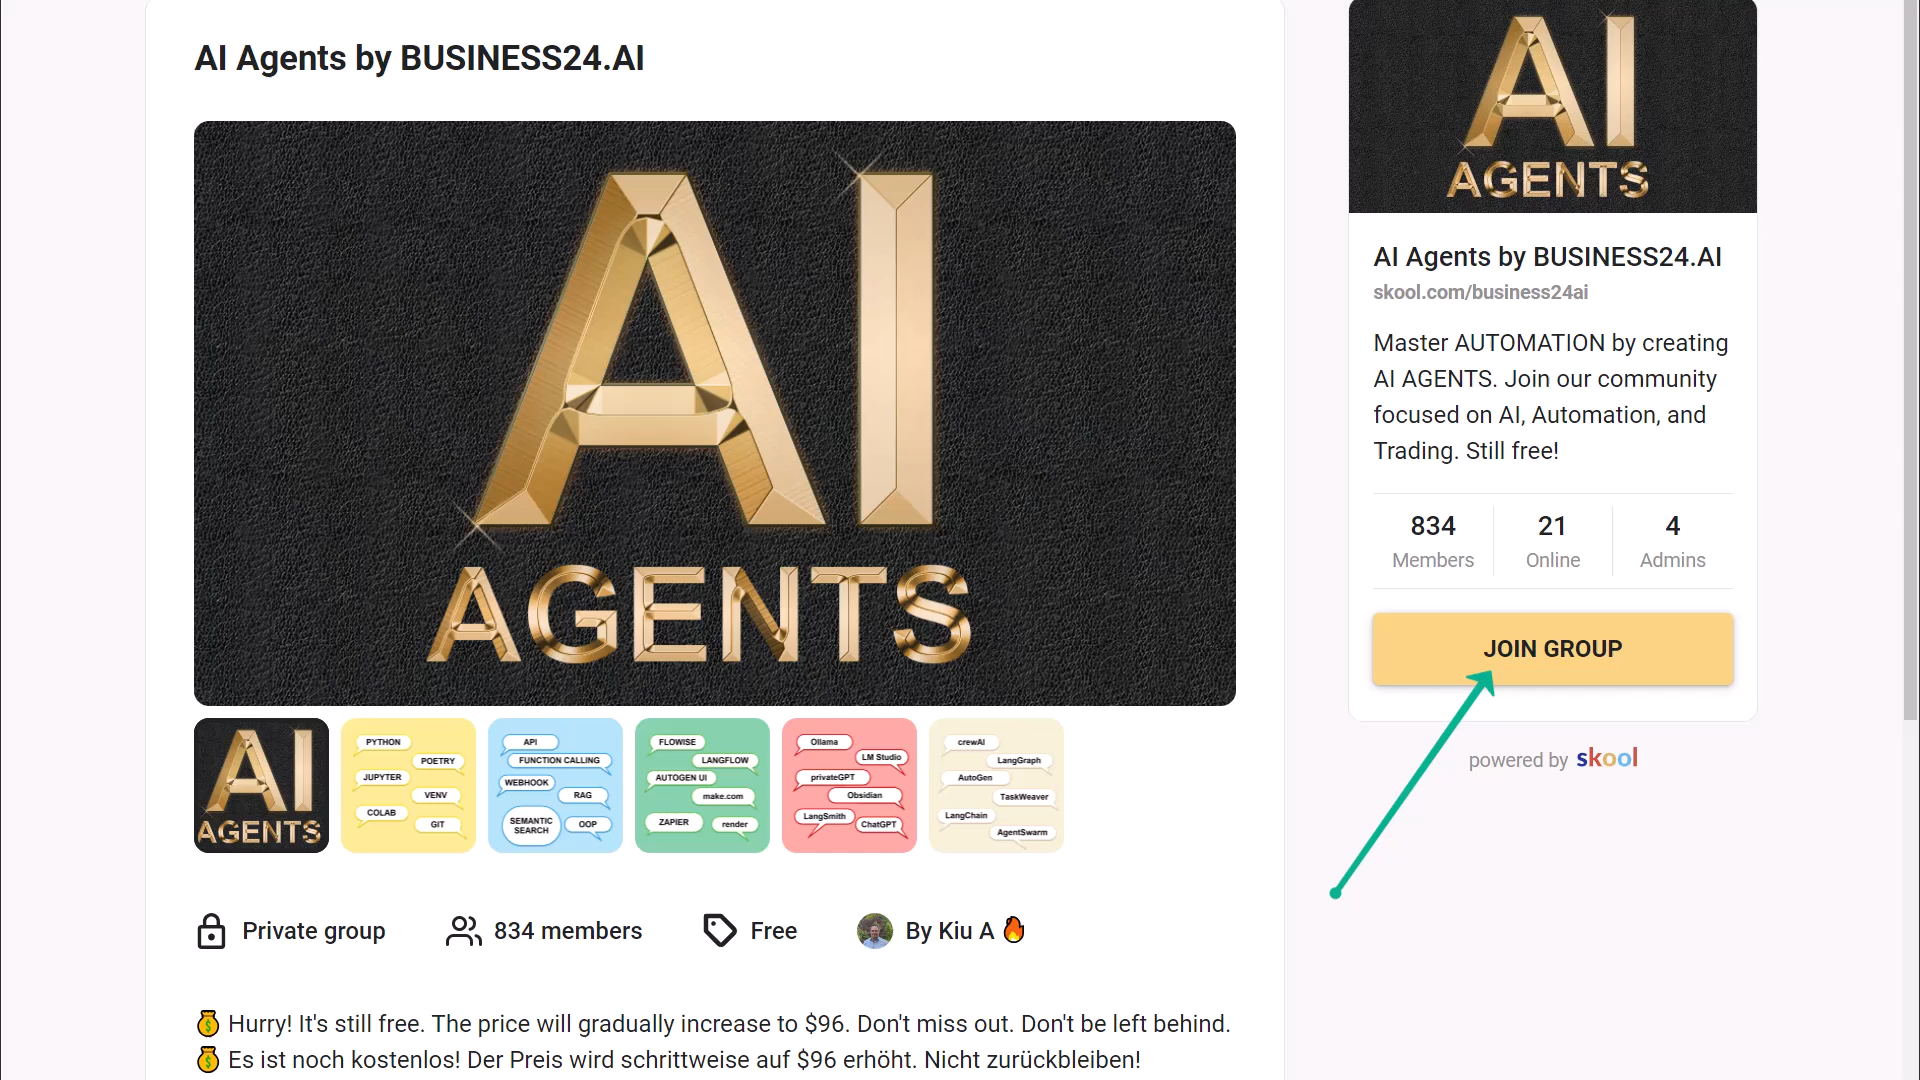 AI Agents by BUSINESS24.AI
AI
AGENTS
AI
AGENTS
PYTHON
POETRY
JUPYTER
VENV
COLAB
GIT
API
FUNCTION CALLING
WEBHOOK
RAG
SEMANTIC
SEARCH
OOP
FLOWISE
LANGFLOW
AUTOGEN UI
make.com
ZAPIER
render
Ollama
LM Studio
privateGPT
Obsidian
LangSmith
ChatGPT
crewAI
LangGraph
AutoGen
TaskWeaver
LangChain
AgentSwarm
Private group
834 members
Free
By Kiu A 🔥
💰 Hurry! It's still free. The price will gradually increase to $96. Don't miss out. Don't be left behind.
💰 Es ist noch kostenlos! Der Preis wird schrittweise auf $96 erhöht. Nicht zurückbleiben!
AI
AGENTS
AI Agents by BUSINESS24.AI
skool.com/business24ai
Master AUTOMATION by creating
AI AGENTS. Join our community
focused on AI, Automation, and
Trading. Still free!
834
Members
21
Online
4
Admins
JOIN GROUP
powered by skool